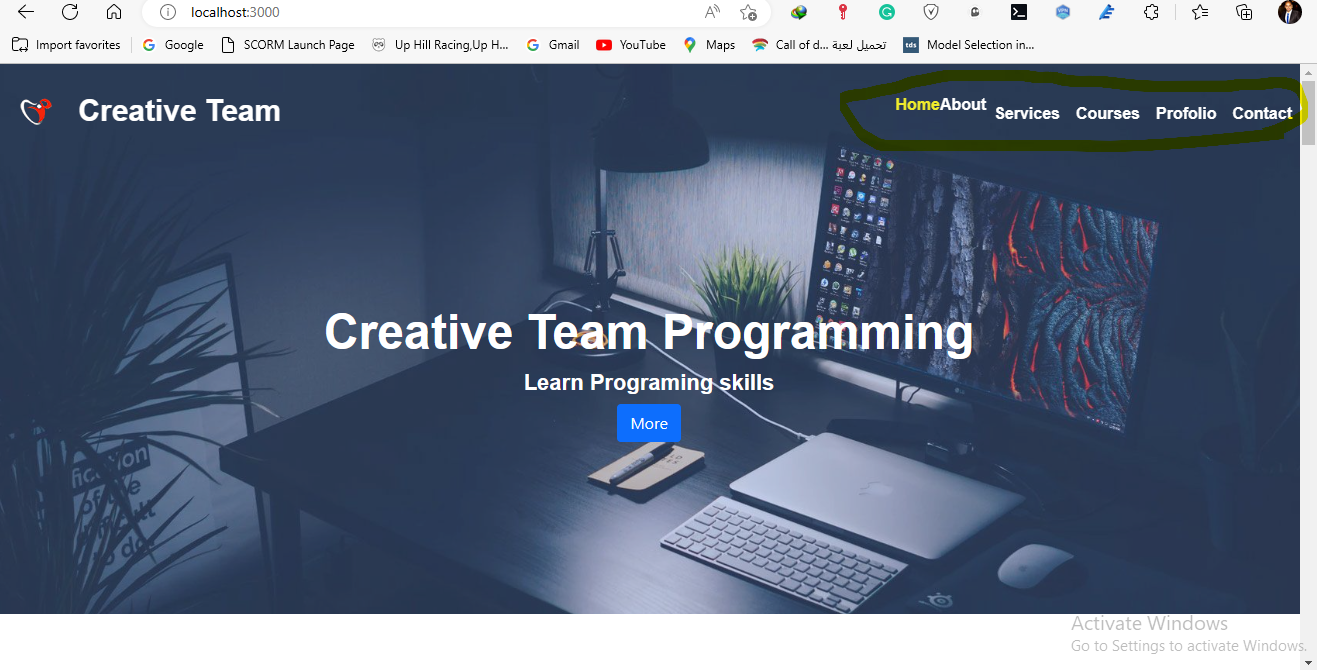 localhost:3000
Import favorites Google SCORM Launch Page Up Hill Racing,Up H... Gmail YouTube Maps تحميل لعبة Call of d... tds Model Selection in...
Creative Team
HomeAbout Services Courses Profolio Contact
Creative Team Programming
Learn Programing skills
More
Activate Windows
Go to Settings to activate Windows.